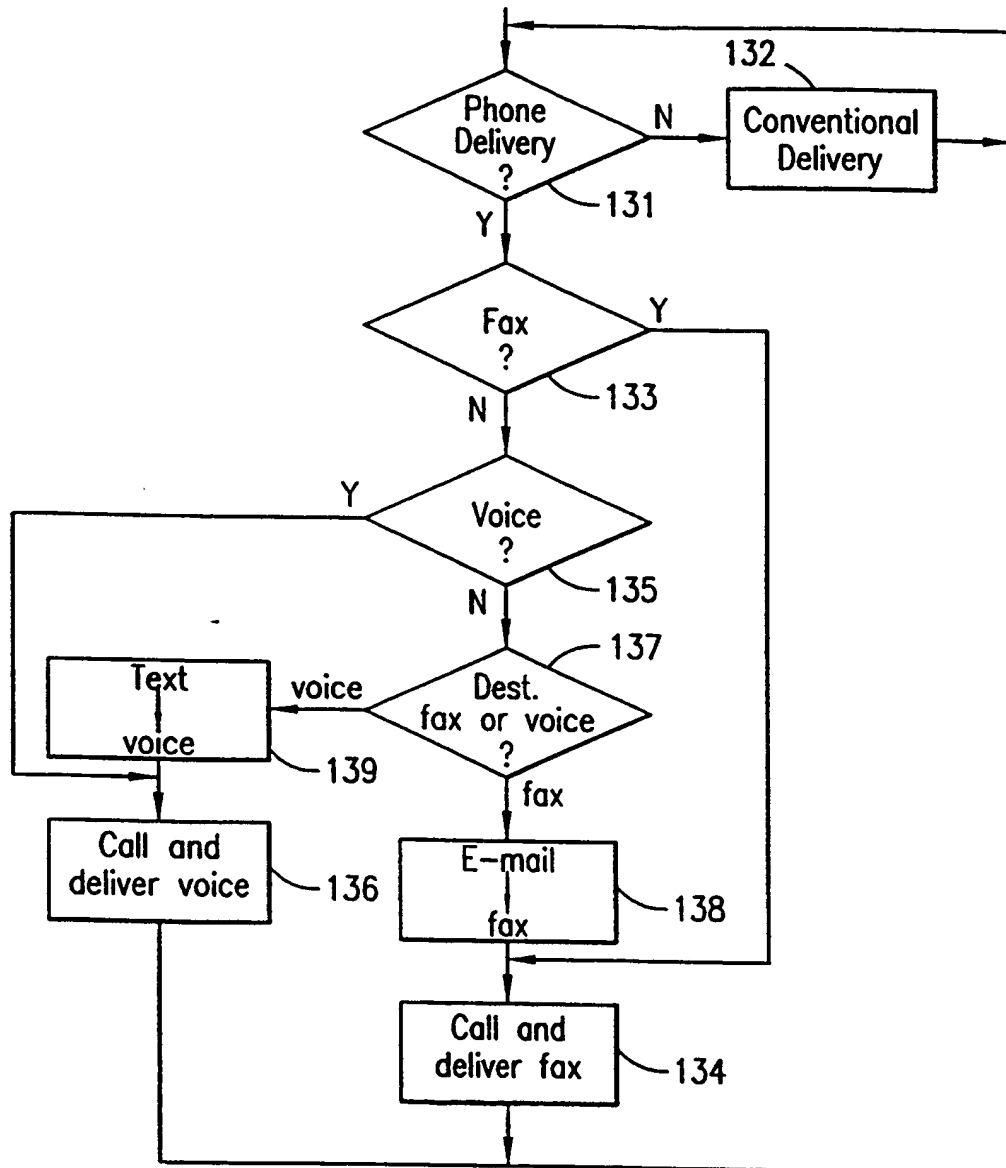 132
Phone
Delivery
?
N
Conventional
Delivery
131
Y
Fax
?
Y
133
N
Y
Voice
?
135
N
137
Text
voice
voice
Dest.
fax or voice
?
139
fax
Call and
deliver voice
136
E-mail
fax
138
Call and
deliver fax
134